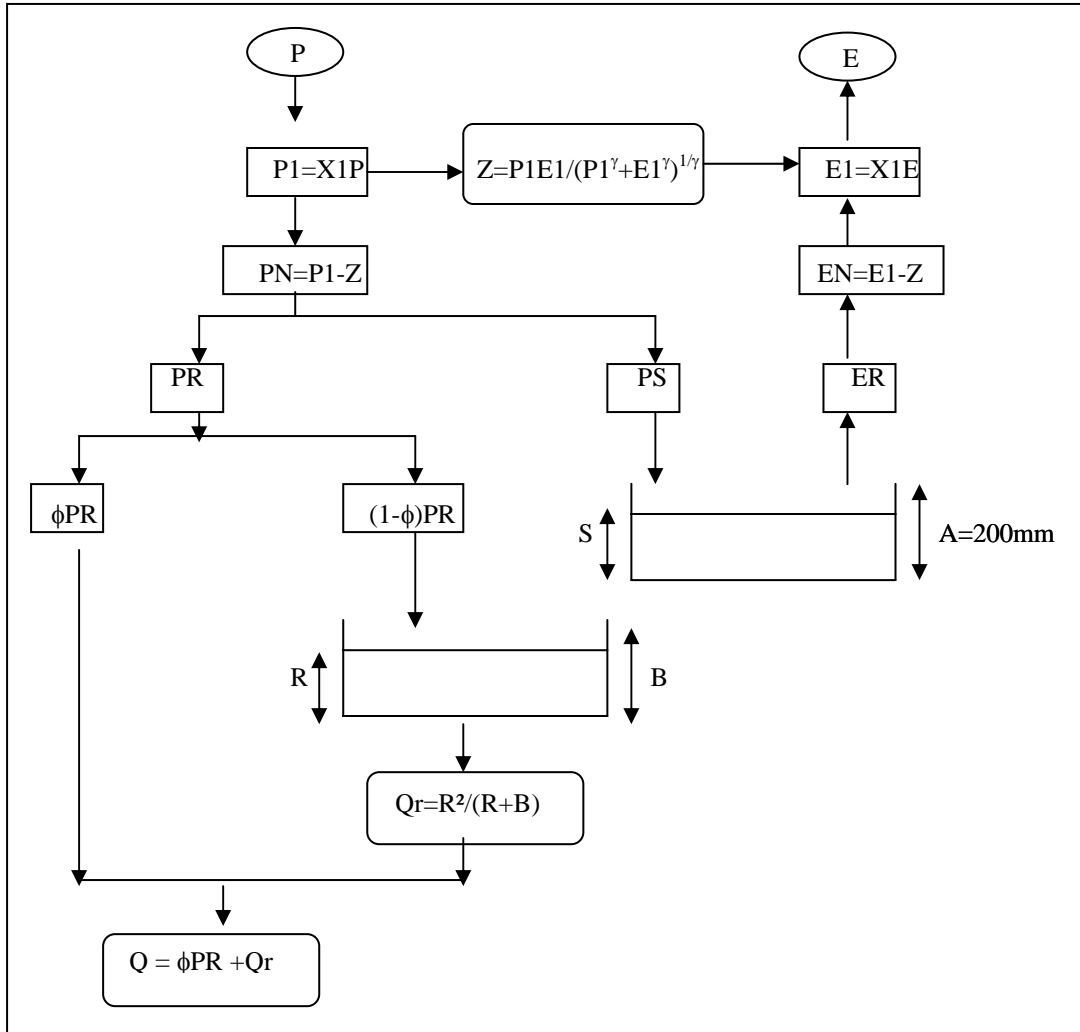 P
E
P1=X1P
Z=P1E1/(P1^γ+E1^γ)^1/γ
E1=X1E
PN=P1-Z
EN=E1-Z
PR
PS
ER
ϕPR
(1-ϕ)PR
S
A=200mm
R
B
Qr=R²/(R+B)
Q = ϕPR +Qr